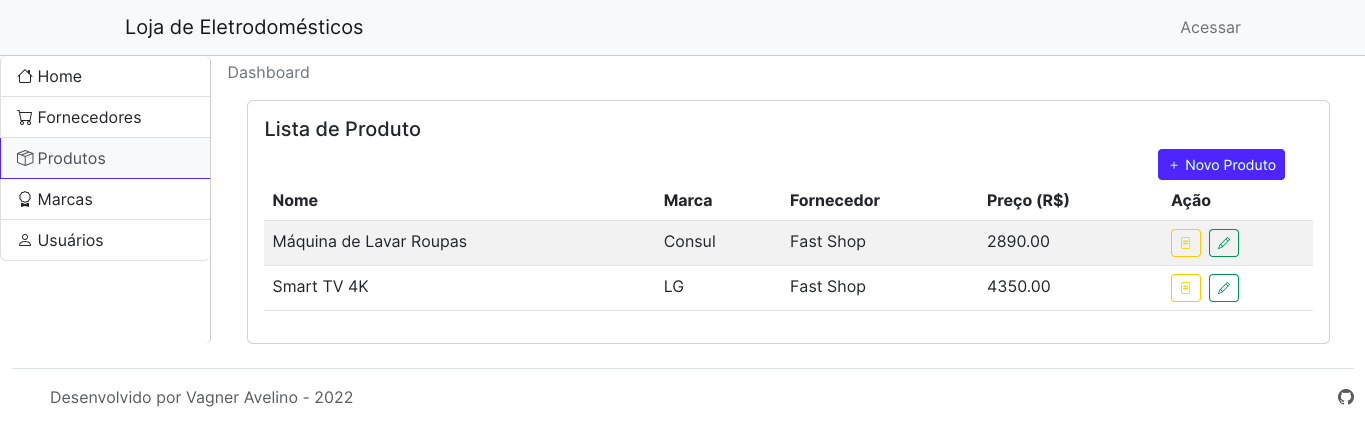 Loja de Eletrodomésticos Acessar
Home
Dashboard
Fornecedores
Produtos
Marcas
Usuários
Lista de Produto
+ Novo Produto
Nome Marca Fornecedor Preço (R$) Ação
Máquina de Lavar Roupas Consul Fast Shop 2890.00
Smart TV 4K LG Fast Shop 4350.00
Desenvolvido por Vagner Avelino - 2022